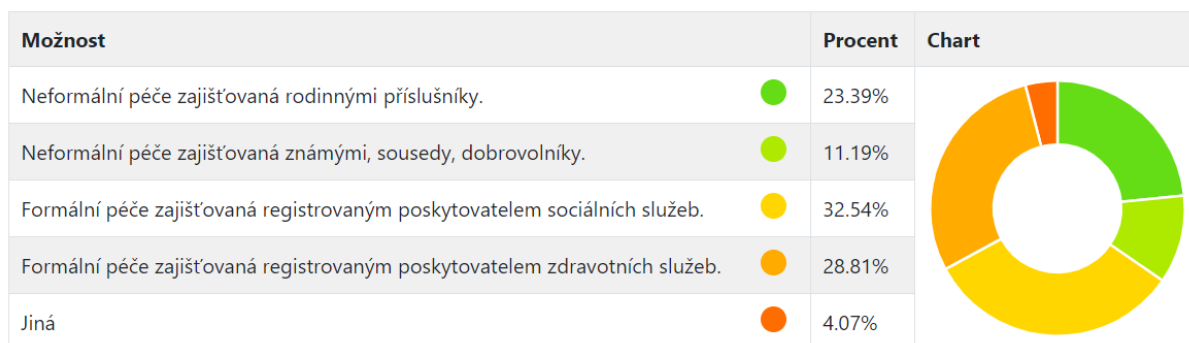 Možnost Procent Chart
Neformální péče zajišťovaná rodinnými příslušníky. 23.39%
Neformální péče zajišťovaná známými, sousedy, dobrovolníky. 11.19%
Formální péče zajišťovaná registrovaným poskytovatelem sociálních služeb. 32.54%
Formální péče zajišťovaná registrovaným poskytovatelem zdravotních služeb. 28.81%
Jiná 4.07%